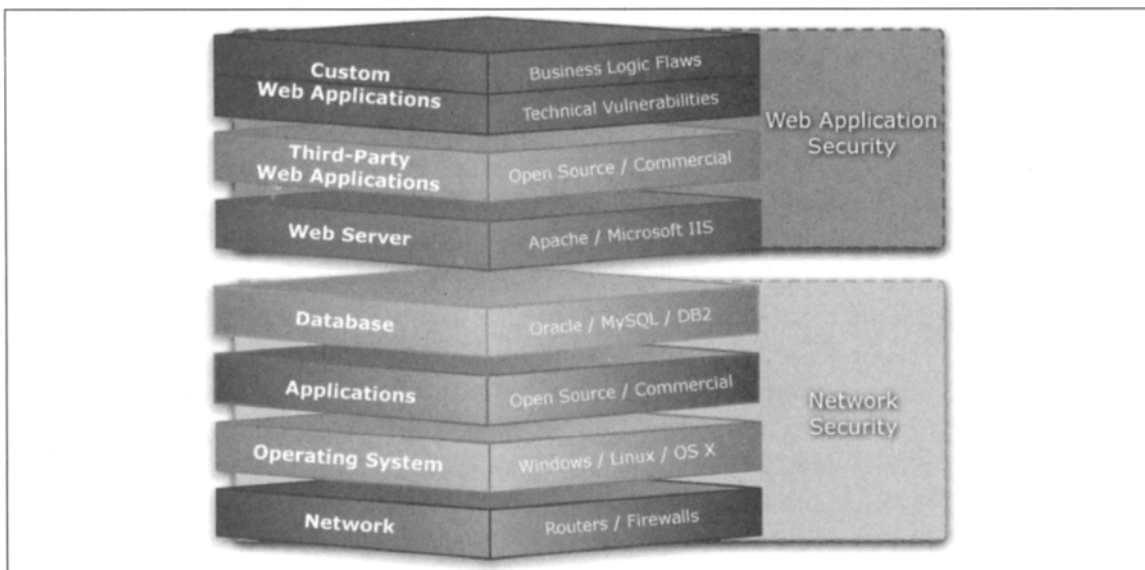 Custom
Web Applications
Business Logic Flaws
Technical Vulnerabilities
Third-Party
Web Applications
Open Source / Commercial
Web Server
Apache / Microsoft IIS
Web Application
Security
Database
Oracle / MySQL / DB2
Applications
Open Source / Commercial
Operating System
Windows / Linux / OS X
Network
Routers / Firewalls
Network
Security